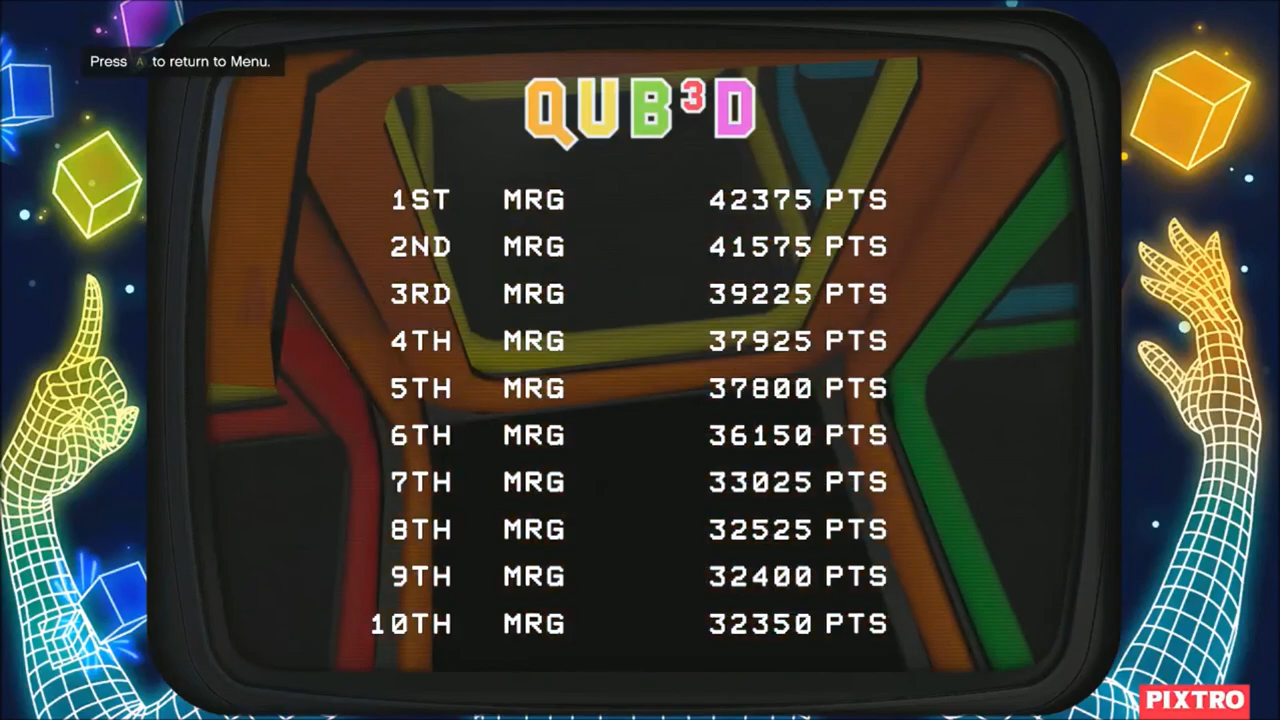 Press A to return to Menu.
QUB³D
1ST MRG 42375 PTS
2ND MRG 41575 PTS
3RD MRG 39225 PTS
4TH MRG 37925 PTS
5TH MRG 37800 PTS
6TH MRG 36150 PTS
7TH MRG 33025 PTS
8TH MRG 32525 PTS
9TH MRG 32400 PTS
10TH MRG 32350 PTS
PIXTRO